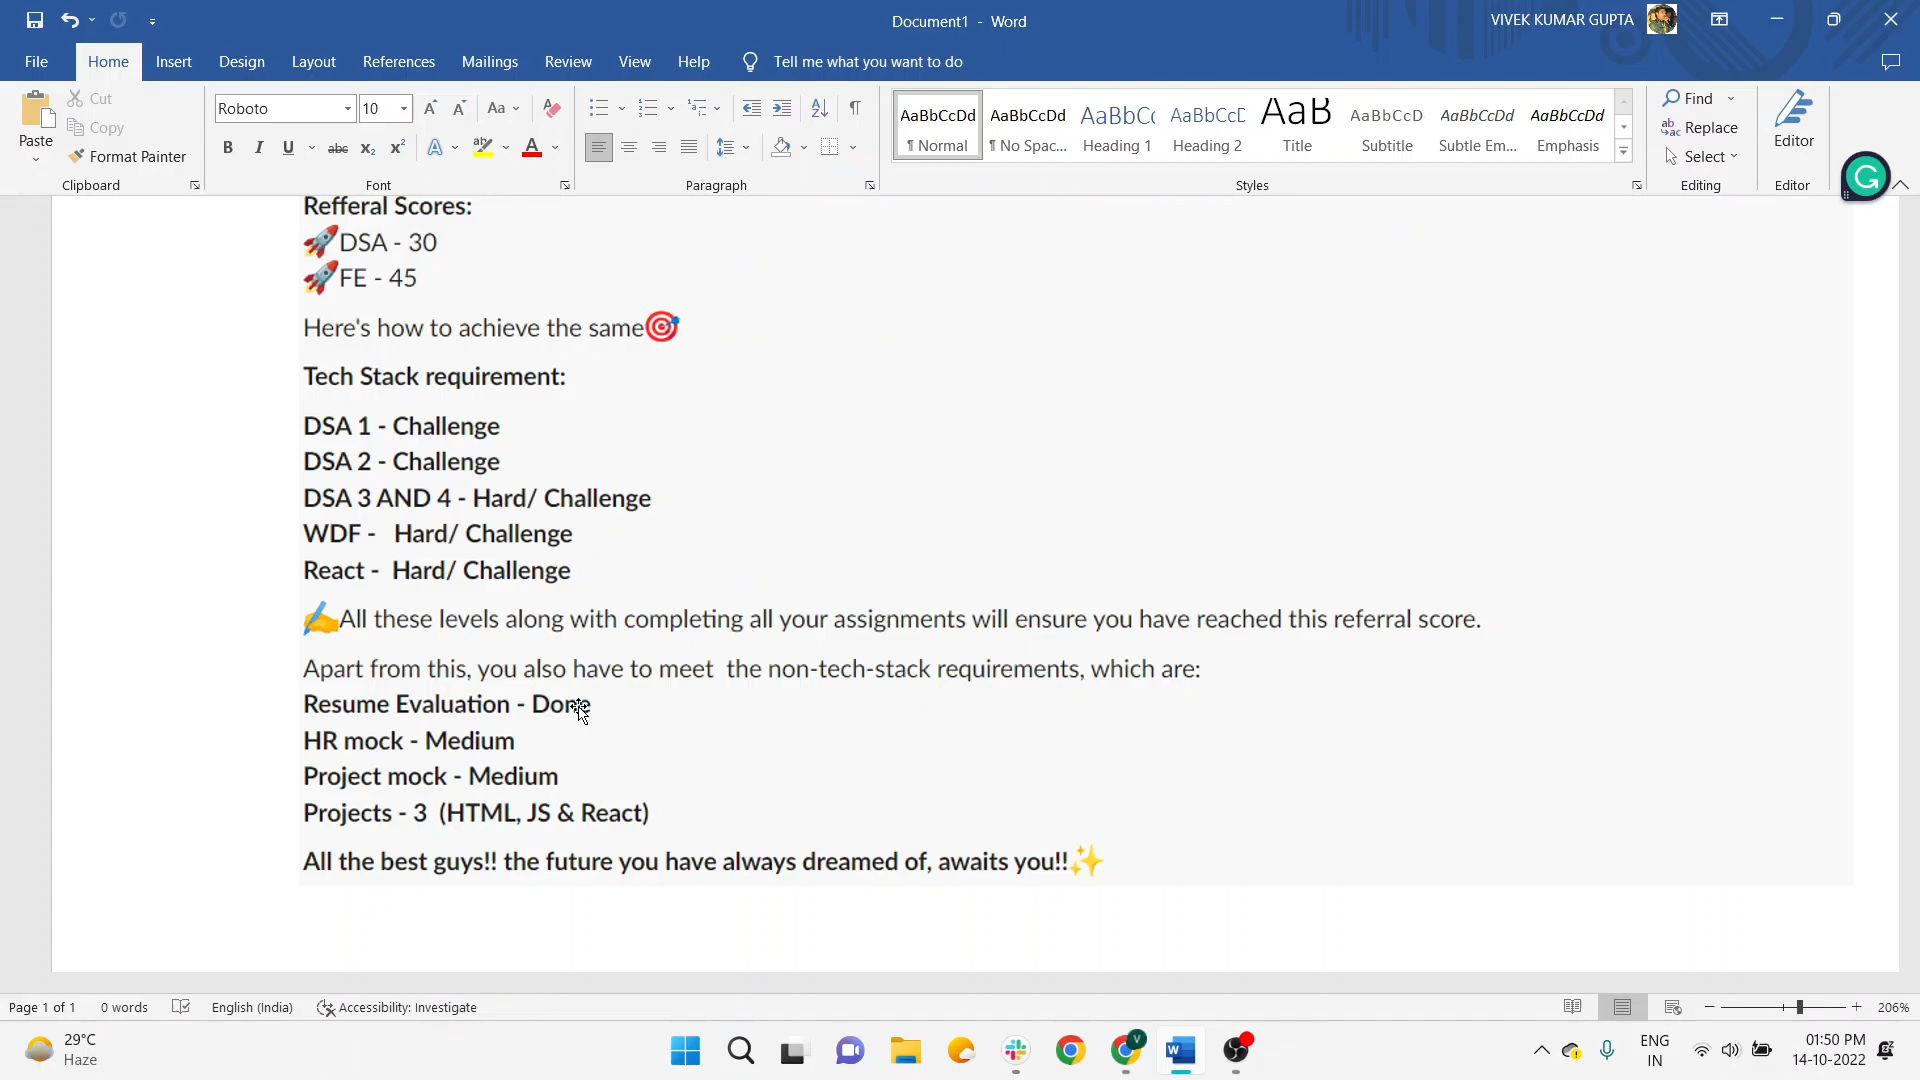 Document1 - Word
VIVEK KUMAR GUPTA
File Home Insert Design Layout References Mailings Review View Help Tell me what you want to do
Paste
Cut
Copy
Format Painter
Clipboard
Roboto 10
Font
Paragraph
AaBbCcDd AaBbCcDd AaBbC AaBbCcC AaB AaBbCcD AaBbCcDd AaBbCcDd
¶ Normal ¶ No Spac... Heading 1 Heading 2 Title Subtitle Subtle Em... Emphasis
Styles
Find
Replace
Select
Editing
Editor
Editor
Refferal Scores:
🚀DSA - 30
🚀FE - 45
Here's how to achieve the same🎯
Tech Stack requirement:
DSA 1 - Challenge
DSA 2 - Challenge
DSA 3 AND 4 - Hard/ Challenge
WDF - Hard/ Challenge
React - Hard/ Challenge
✍All these levels along with completing all your assignments will ensure you have reached this referral score.
Apart from this, you also have to meet the non-tech-stack requirements, which are:
Resume Evaluation - Done
HR mock - Medium
Project mock - Medium
Projects - 3 (HTML, JS & React)
All the best guys!! the future you have always dreamed of, awaits you!!✨
Page 1 of 1 0 words English (India) Accessibility: Investigate 206%
29°C
Haze
ENG
IN
01:50 PM
14-10-2022